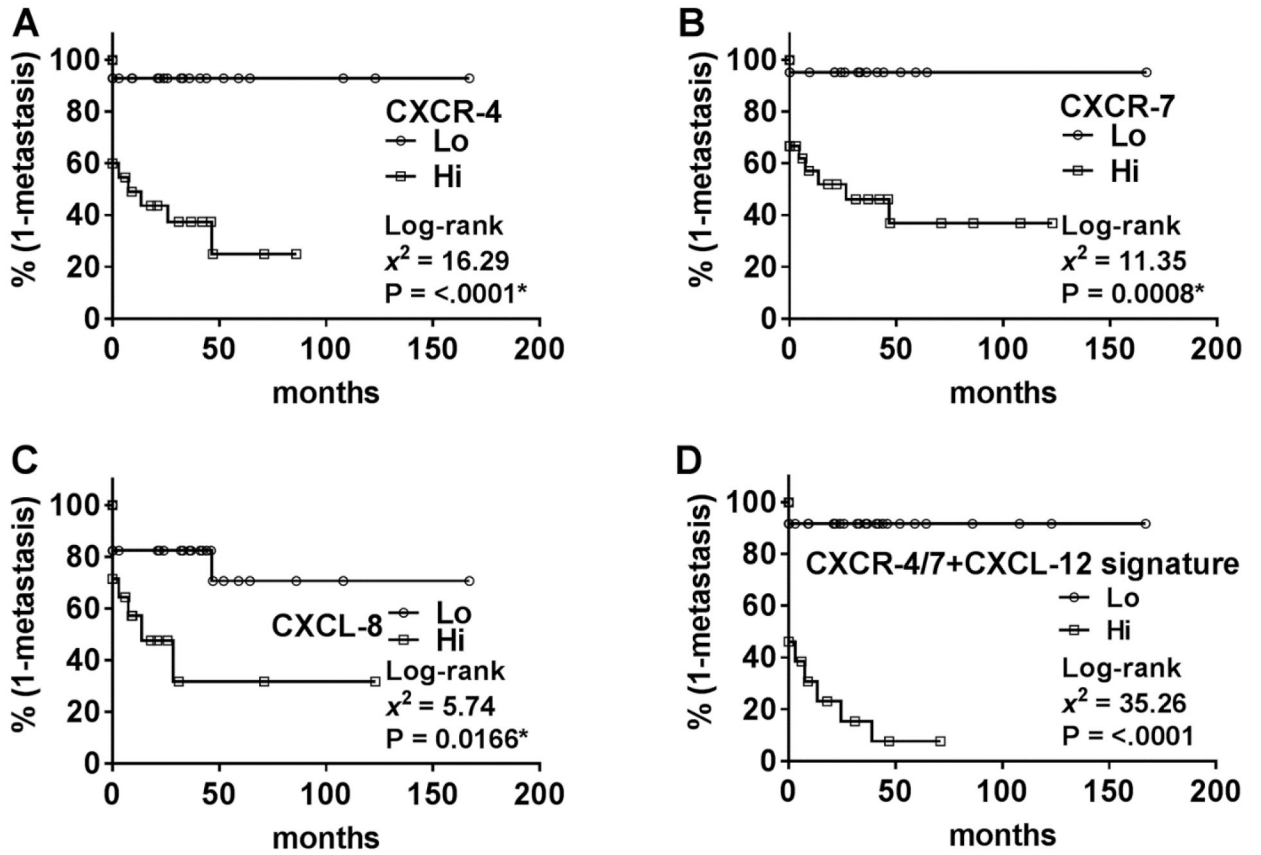 A
% (1-metastasis)
100
80
60
40
20
0
0 50 100 150 200
months
CXCR-4
Lo
Hi
Log-rank
x² = 16.29
P = <.0001*
B
% (1-metastasis)
100
80
60
40
20
0
0 50 100 150 200
months
CXCR-7
Lo
Hi
Log-rank
x² = 11.35
P = 0.0008*
C
% (1-metastasis)
100
80
60
40
20
0
0 50 100 150 200
months
CXCL-8
Lo
Hi
Log-rank
x² = 5.74
P = 0.0166*
D
% (1-metastasis)
100
80
60
40
20
0
0 50 100 150 200
months
CXCR-4/7+CXCL-12 signature
Lo
Hi
Log-rank
x² = 35.26
P = <.0001